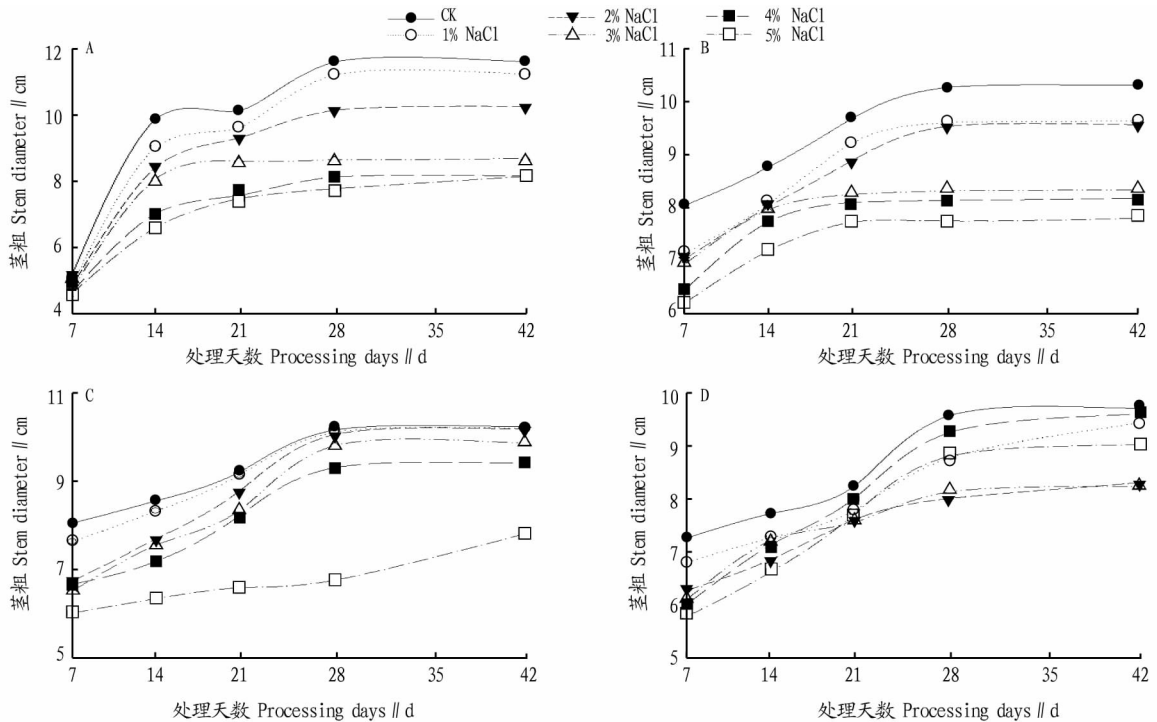 CK 2% NaCl 4% NaCl
1% NaCl 3% NaCl 5% NaCl
A
茎粗 Stem diameter∥cm
12
10
8
6
4
7 14 21 28 35 42
处理天数 Processing days∥d
B
茎粗 Stem diameter∥cm
11
10
9
8
7
6
7 14 21 28 35 42
处理天数 Processing days∥d
C
茎粗 Stem diameter∥cm
11
9
7
5
7 14 21 28 35 42
处理天数 Processing days∥d
D
茎粗 Stem diameter∥cm
10
9
8
7
6
5
7 14 21 28 35 42
处理天数 Processing days∥d